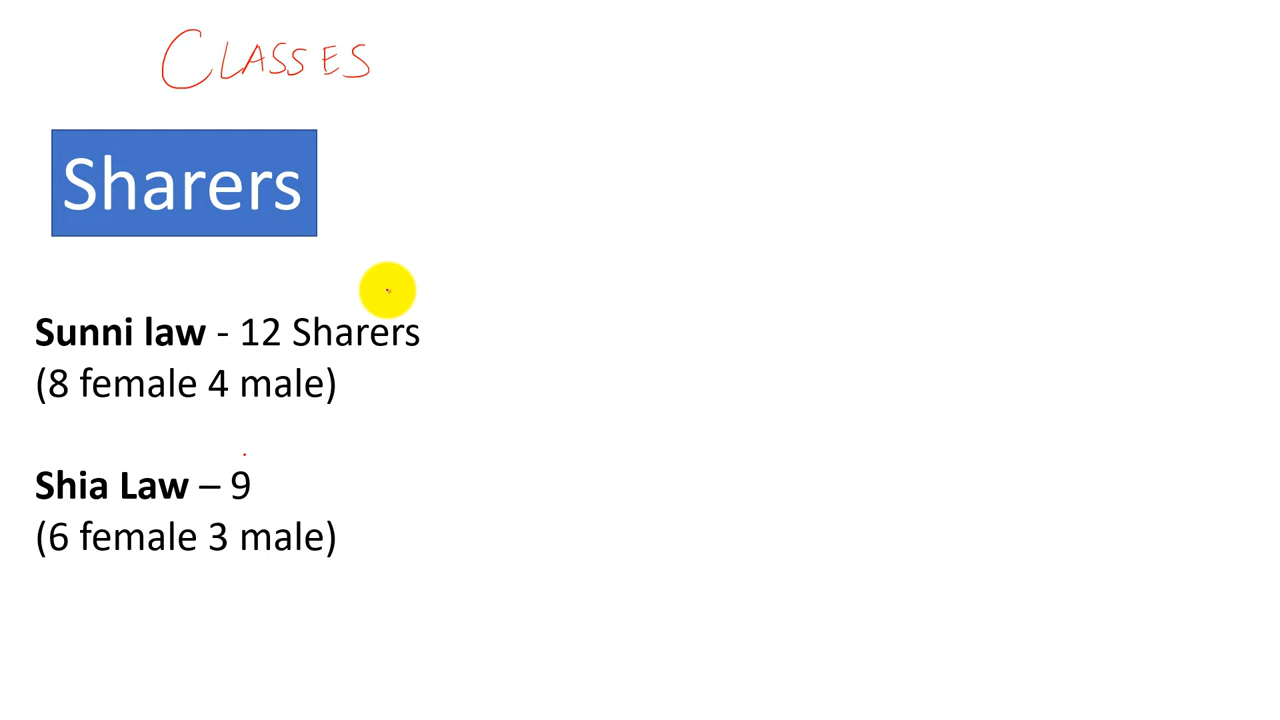 CLASSES
Sharers
Sunni law - 12 Sharers
(8 female 4 male)
Shia Law – 9
(6 female 3 male)